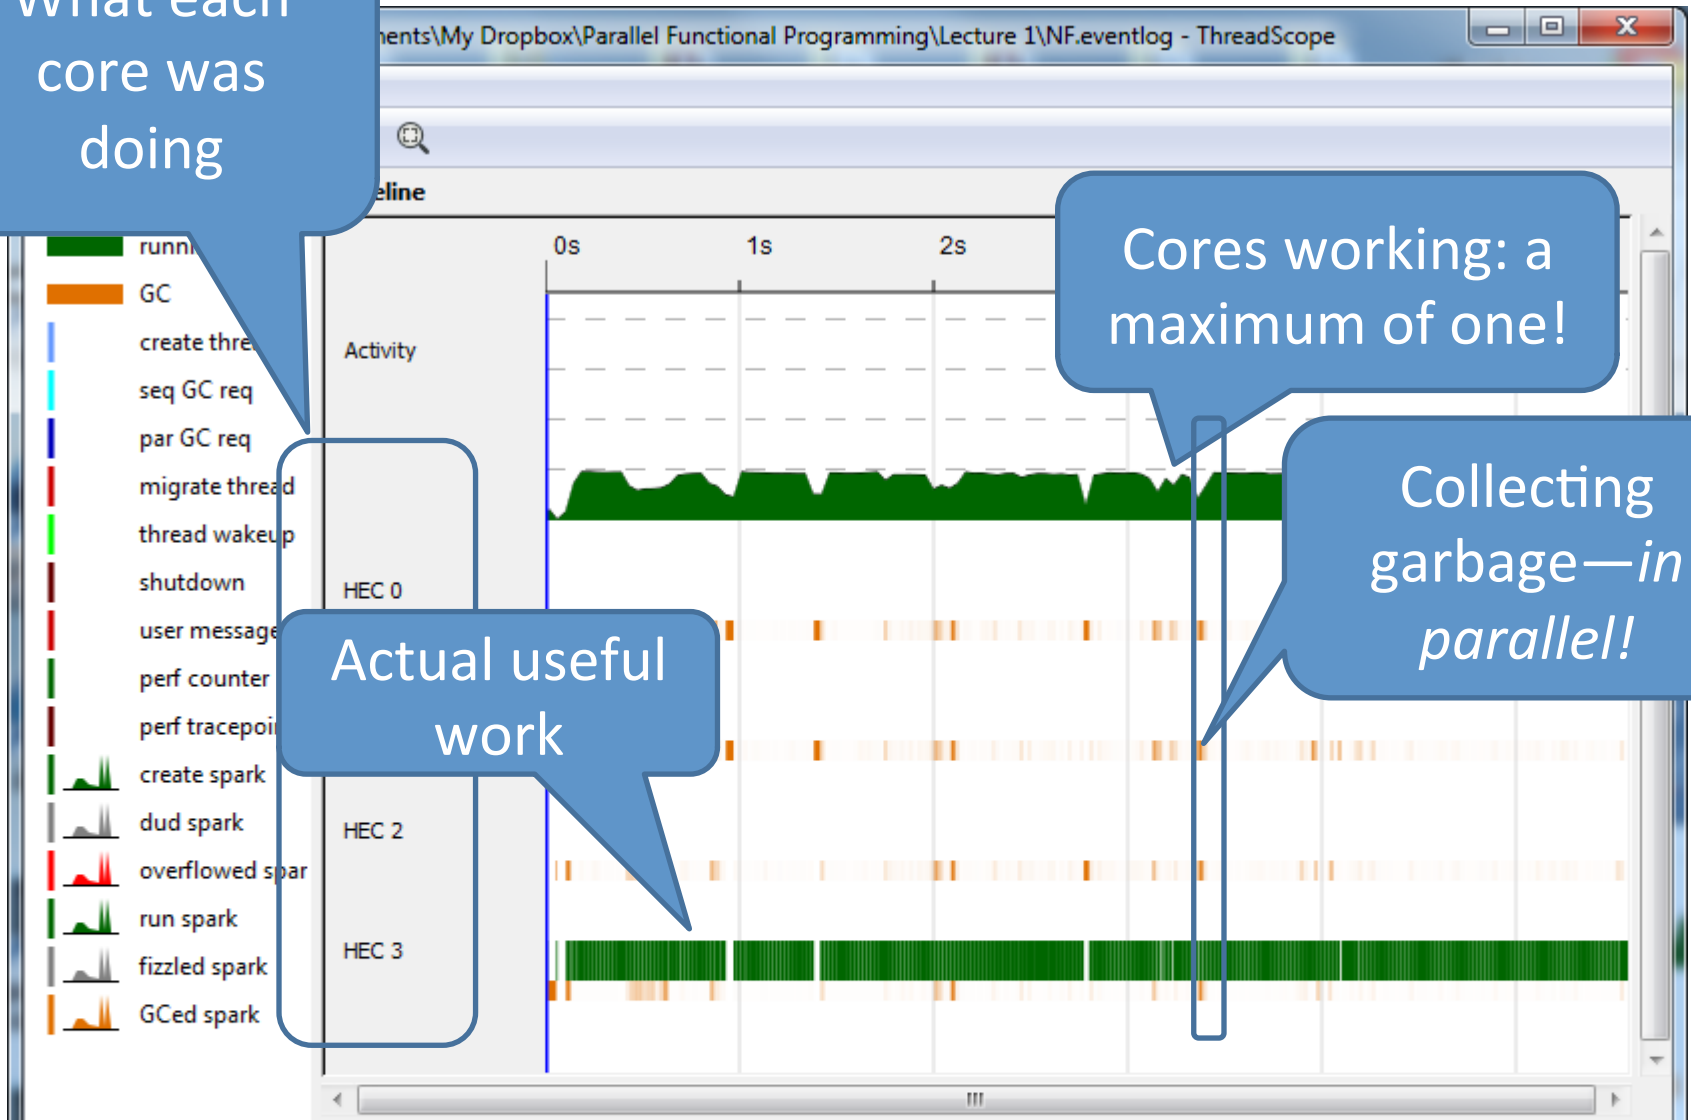 What each
core was
doing
ents\My Dropbox\Parallel Functional Programming\Lecture 1\NF.eventlog - ThreadScope
eline
0s 1s 2s
Cores working: a
maximum of one!
runn
GC
create thre
Activity
seq GC req
par GC req
migrate thread
thread wakeup
Collecting
garbage—in
parallel!
shutdown
HEC 0
user message
Actual useful
work
perf counter
perf tracepoi
create spark
dud spark
HEC 2
overflowed spar
run spark
HEC 3
fizzled spark
GCed spark